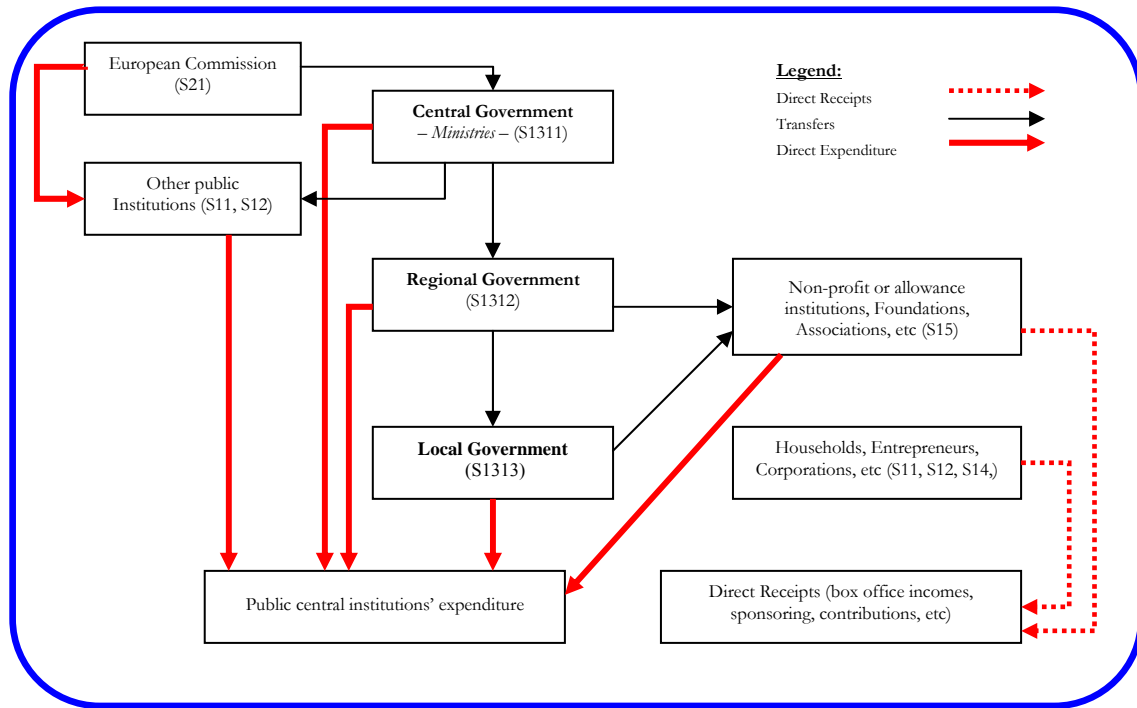 European Commission
(S21)
Legend:
Direct Receipts
Transfers
Direct Expenditure
Central Government
– Ministries – (S1311)
Other public
Institutions (S11, S12)
Regional Government
(S1312)
Non-profit or allowance
institutions, Foundations,
Associations, etc (S15)
Local Government
(S1313)
Households, Entrepreneurs,
Corporations, etc (S11, S12, S14,)
Public central institutions’ expenditure
Direct Receipts (box office incomes,
sponsoring, contributions, etc)